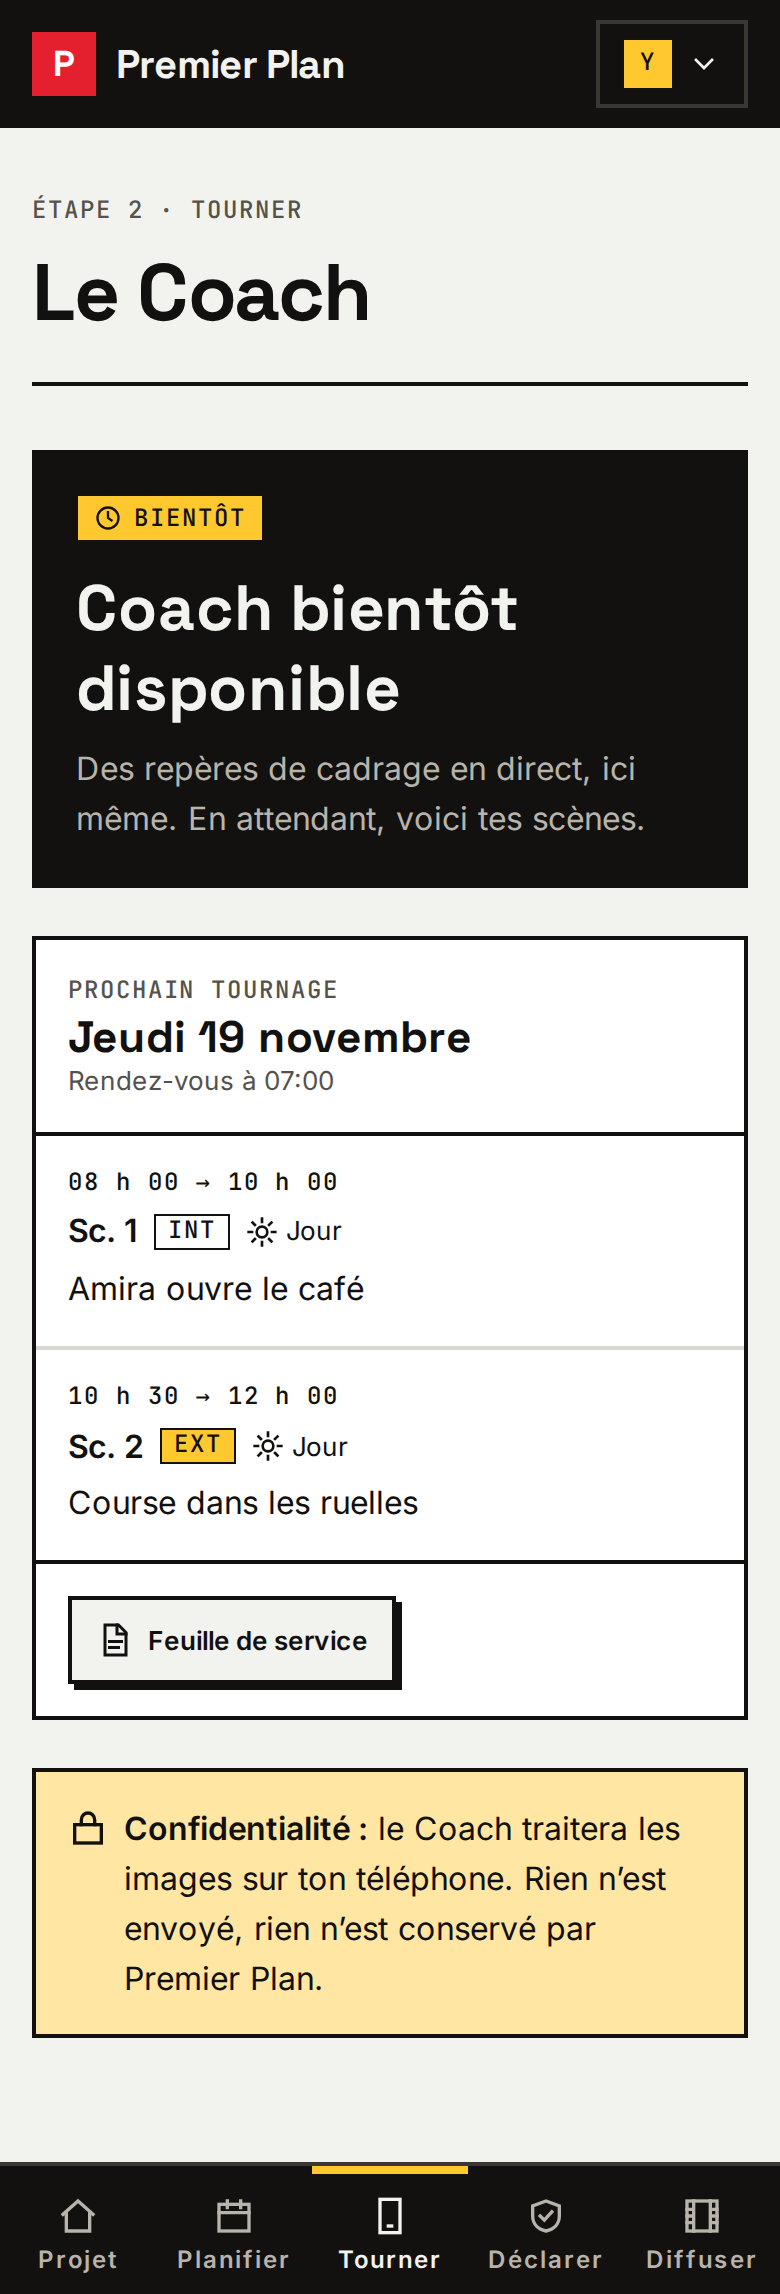 P Premier Plan Y
ÉTAPE 2 · TOURNER
Le Coach
BIENTÔT
Coach bientôt
disponible
Des repères de cadrage en direct, ici
même. En attendant, voici tes scènes.
PROCHAIN TOURNAGE
Jeudi 19 novembre
Rendez-vous à 07:00
08 h 00 → 10 h 00
Sc. 1 INT Jour
Amira ouvre le café
10 h 30 → 12 h 00
Sc. 2 EXT Jour
Course dans les ruelles
Feuille de service
Confidentialité : le Coach traitera les
images sur ton téléphone. Rien n’est
envoyé, rien n’est conservé par
Premier Plan.
Projet Planifier Tourner Déclarer Diffuser